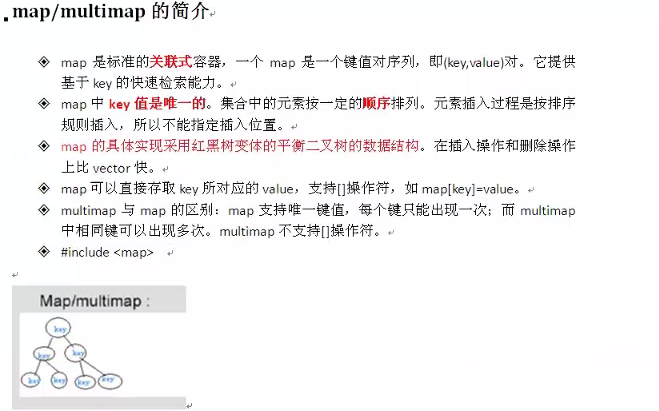 map/multimap 的简介
map 是标准的关联式容器，一个 map 是一个键值对序列，即(key,value)对。它提供
基于 key 的快速检索能力。
map 中 key 值是唯一的。集合中的元素按一定的顺序排列。元素插入过程是按排序
规则插入，所以不能指定插入位置。
map 的具体实现采用红黑树变体的平衡二叉树的数据结构。在插入操作和删除操作
上比 vector 快。
map 可以直接存取 key 所对应的 value，支持[]操作符，如 map[key]=value。
multimap 与 map 的区别：map 支持唯一键值，每个键只能出现一次；而 multimap
中相同键可以出现多次。multimap 不支持[]操作符。
#include <map>
Map/multimap :
key
key key
key key key key